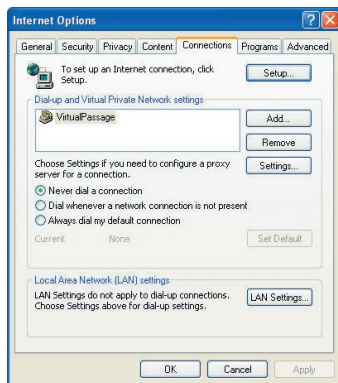 Internet Options
General Security Privacy Content Connections Programs Advanced
To set up an Internet connection, click
Setup.
Setup...
Dial-up and Virtual Private Network settings
VirtualPassage
Add...
Remove
Choose Settings if you need to configure a proxy
server for a connection.
Settings...
Never dial a connection
Dial whenever a network connection is not present
Always dial my default connection
Current None
Set Default
Local Area Network (LAN) settings
LAN Settings do not apply to dial-up connections.
Choose Settings above for dial-up settings.
LAN Settings...
OK Cancel Apply